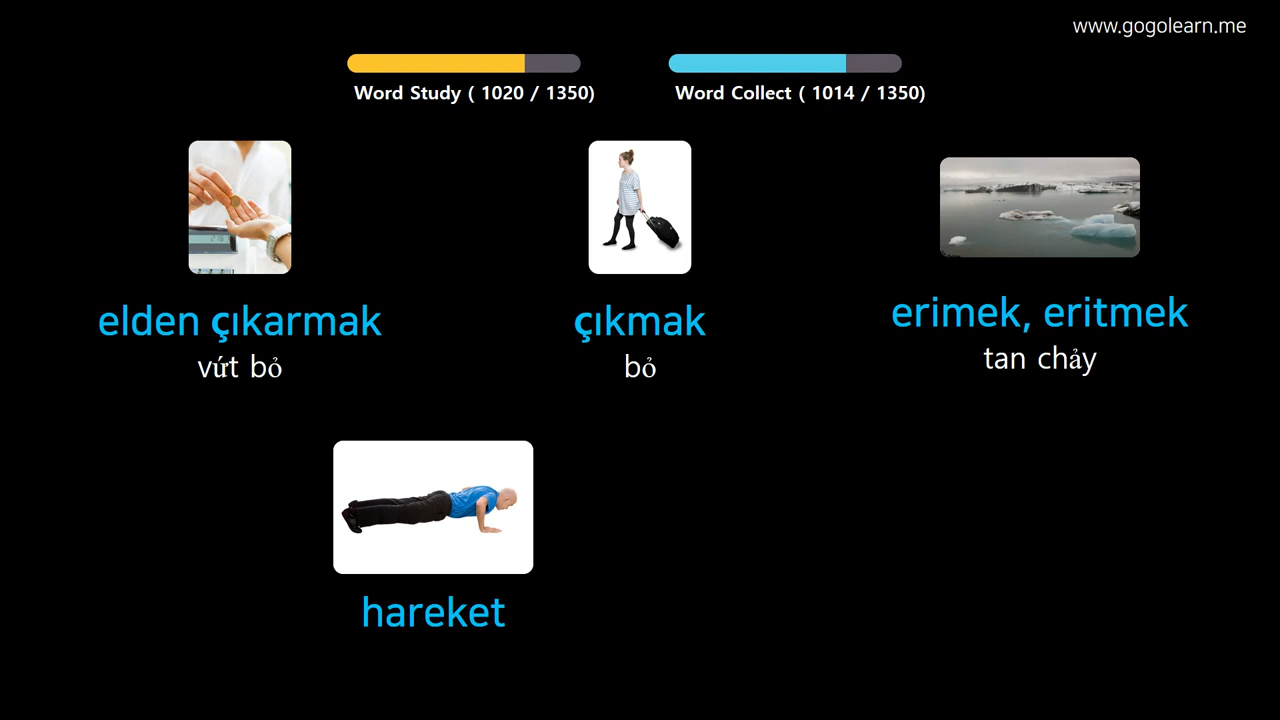 www.gogolearn.me
Word Study ( 1020 / 1350)
Word Collect ( 1014 / 1350)
elden çıkarmak
vứt bỏ
çıkmak
bỏ
erimek, eritmek
tan chảy
hareket